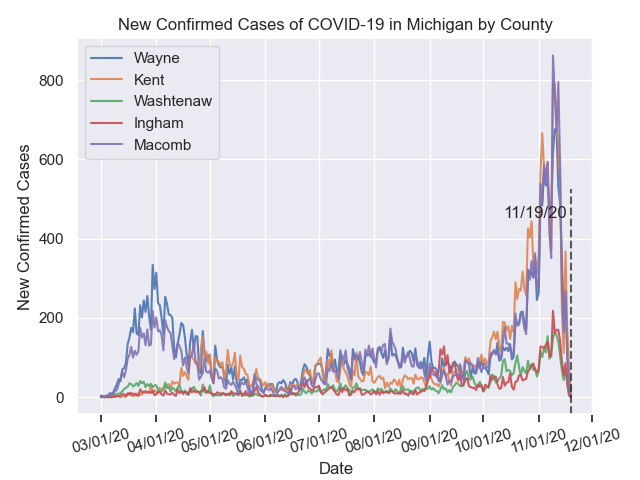 New Confirmed Cases of COVID-19 in Michigan by County
Wayne
Kent
Washtenaw
Ingham
Macomb
800
600
400
200
0
New Confirmed Cases
11/19/20
03/01/20
04/01/20
05/01/20
06/01/20
07/01/20
08/01/20
09/01/20
10/01/20
11/01/20
12/01/20
Date